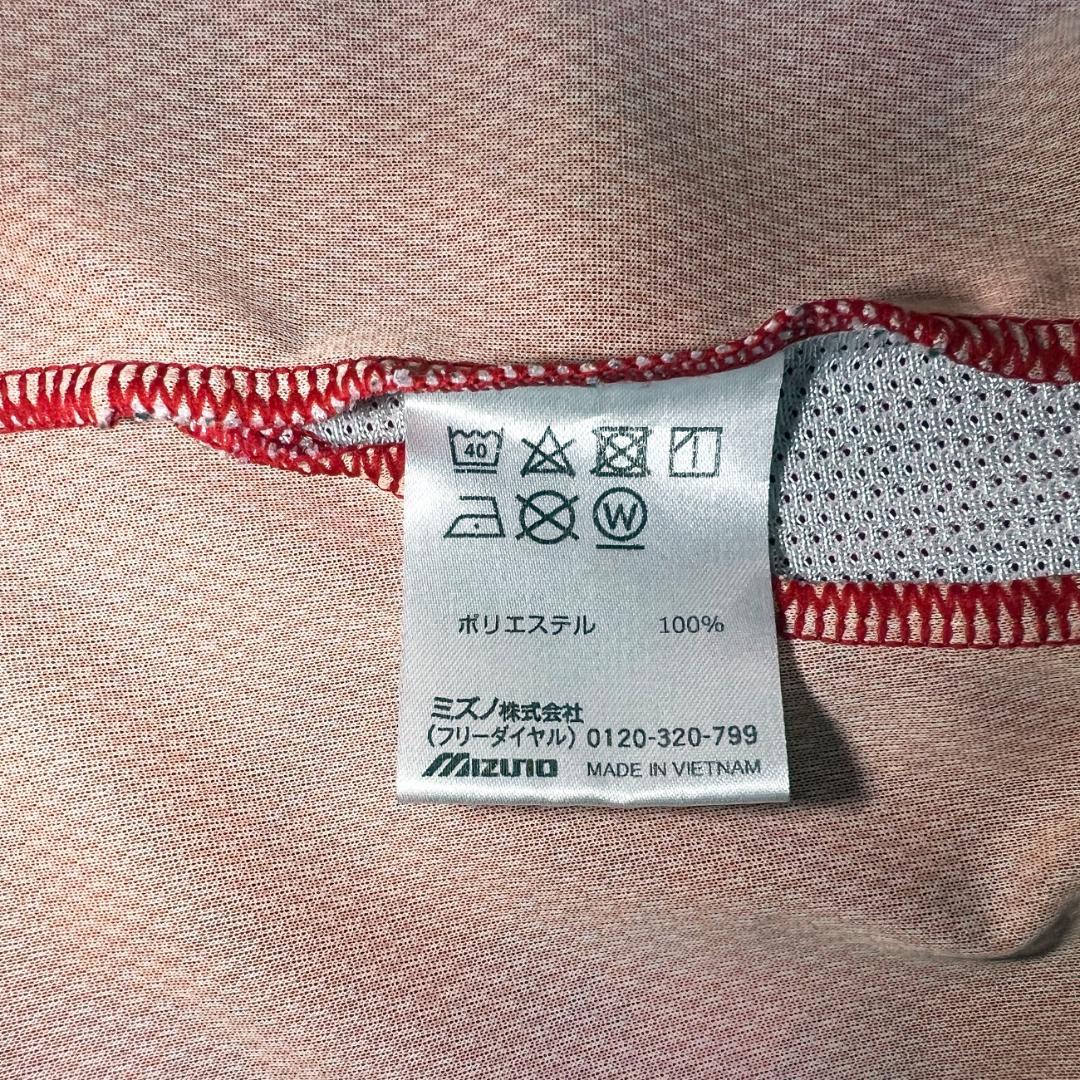 40
W
ポリエステル 100%
ミズノ株式会社
(フリーダイヤル) 0120-320-799
MIZUNO MADE IN VIETNAM